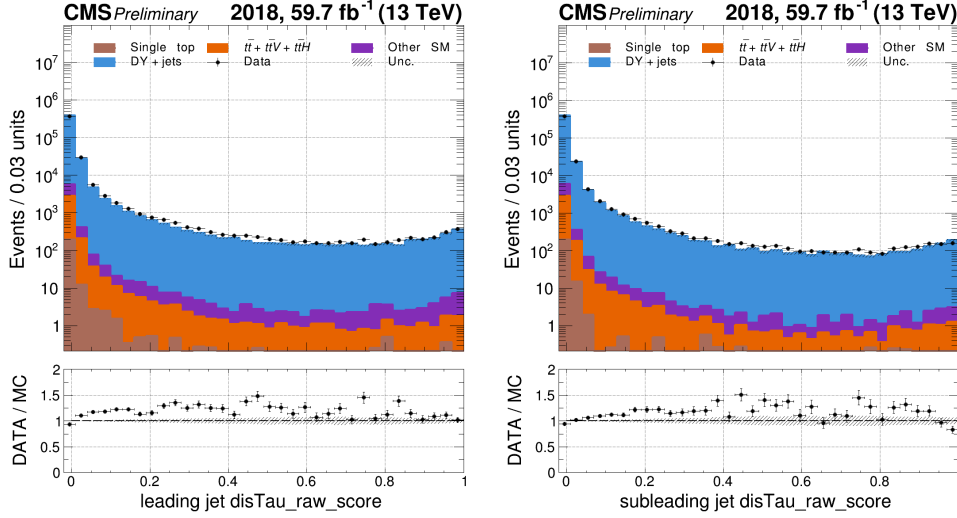 CMS Preliminary 2018, 59.7 fb⁻¹ (13 TeV)
Single top tt̄ + tt̄V + tt̄H Other SM
DY + jets Data Unc.
Events / 0.03 units
10⁷
10⁶
10⁵
10⁴
10³
10²
10
1
DATA / MC
2
1.5
1
0.5
0
0 0.2 0.4 0.6 0.8 1
leading jet disTau_raw_score
CMS Preliminary 2018, 59.7 fb⁻¹ (13 TeV)
Single top tt̄ + tt̄V + tt̄H Other SM
DY + jets Data Unc.
Events / 0.03 units
10⁷
10⁶
10⁵
10⁴
10³
10²
10
1
DATA / MC
2
1.5
1
0.5
0
0 0.2 0.4 0.6 0.8
subleading jet disTau_raw_score